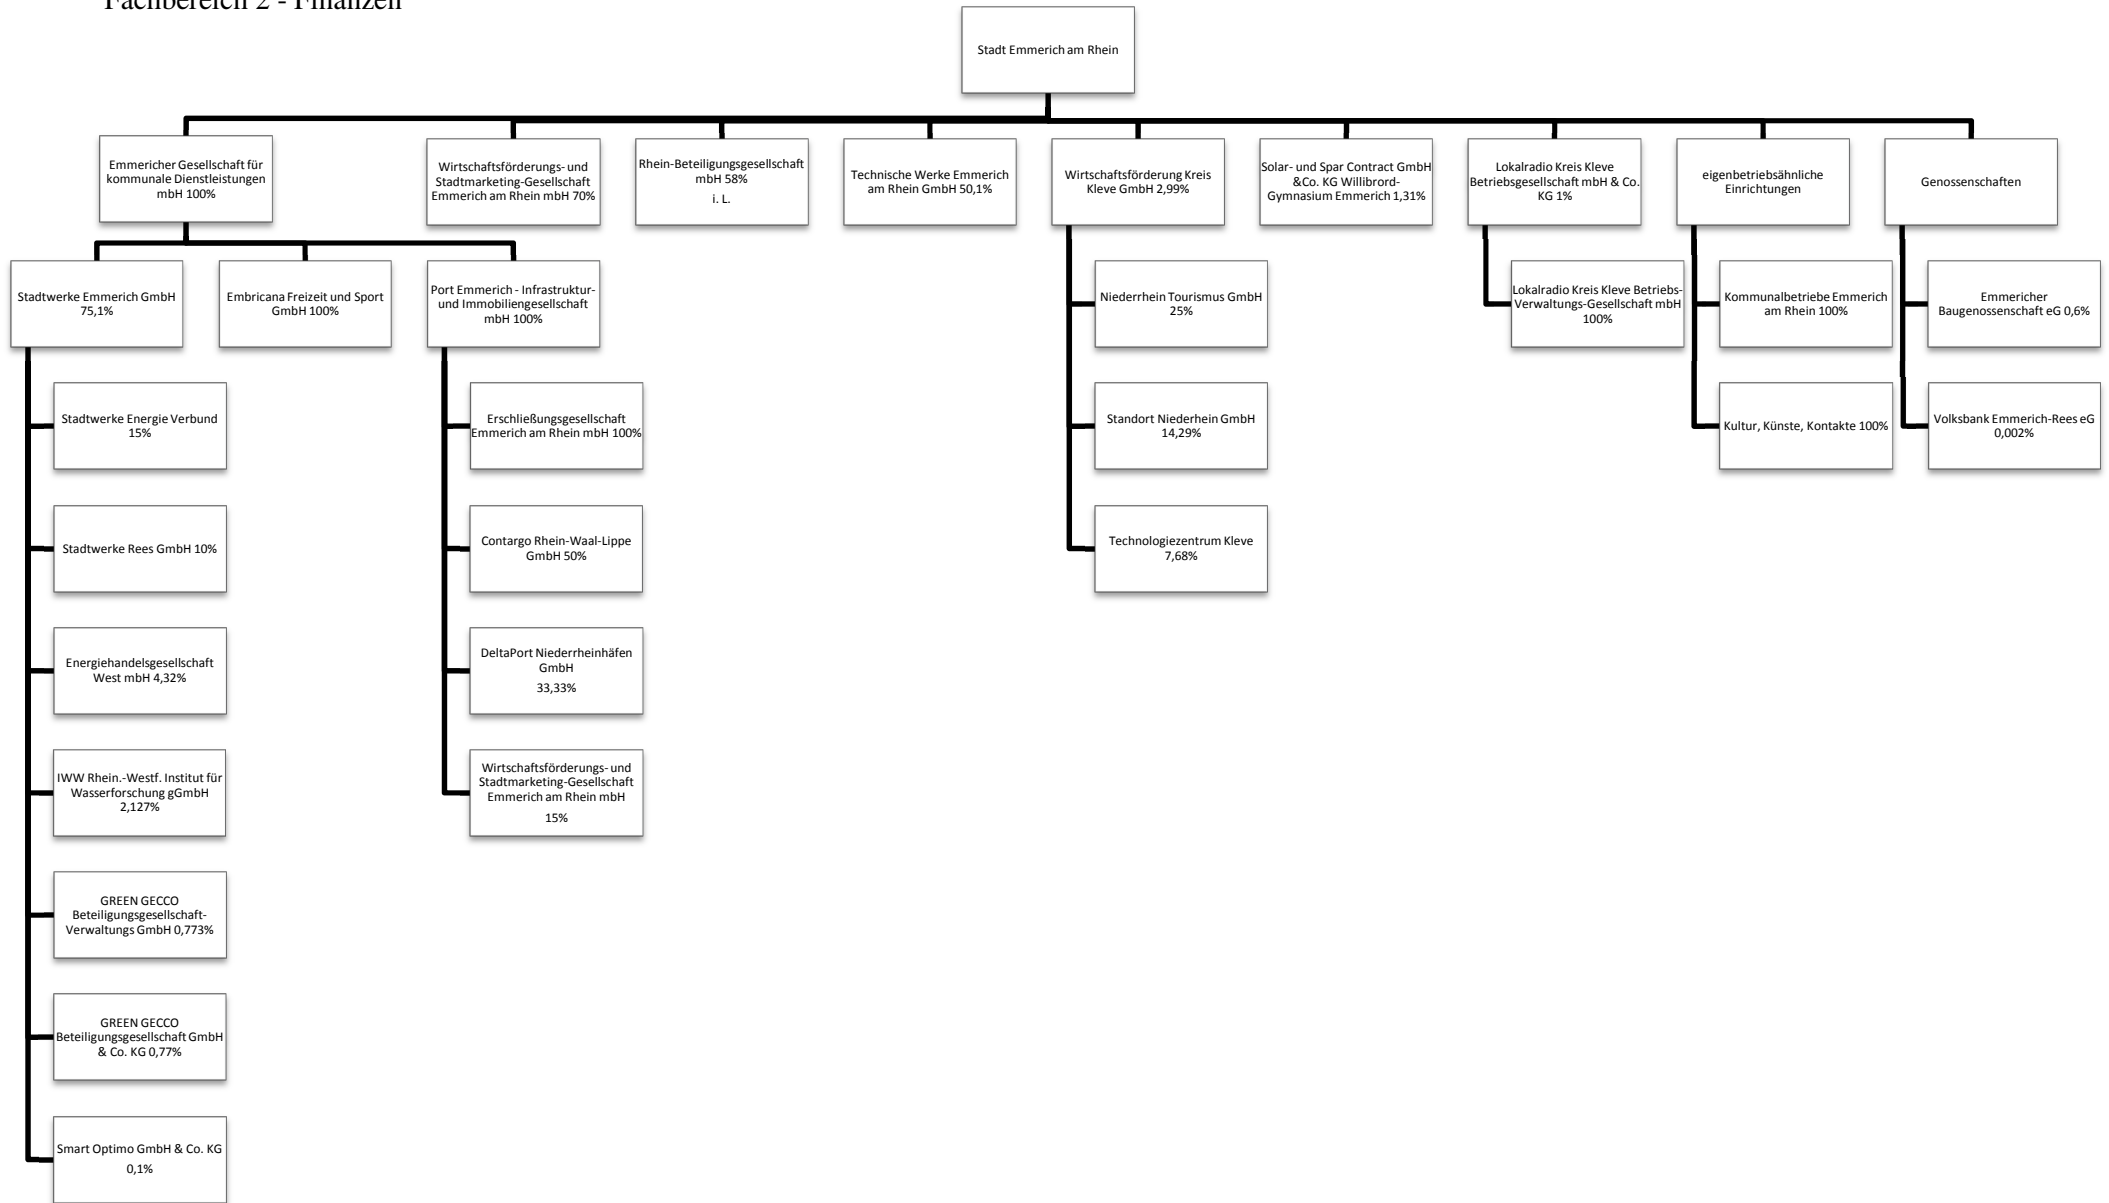 Fachbereich 2 - Finanzen
Stadt Emmerich am Rhein
Emmericher Gesellschaft für
kommunale Dienstleistungen
mbH 100%
Wirtschaftsförderungs- und
Stadtmarketing-Gesellschaft
Emmerich am Rhein mbH 70%
Rhein-Beteiligungsgesellschaft
mbH 58%
i. L.
Technische Werke Emmerich
am Rhein GmbH 50,1%
Wirtschaftsförderung Kreis
Kleve GmbH 2,99%
Solar- und Spar Contract GmbH
&Co. KG Willibrord-
Gymnasium Emmerich 1,31%
Lokalradio Kreis Kleve
Betriebsgesellschaft mbH & Co.
KG 1%
eigenbetriebsähnliche
Einrichtungen
Genossenschaften
Stadtwerke Emmerich GmbH
75,1%
Embricana Freizeit und Sport
GmbH 100%
Port Emmerich - Infrastruktur-
und Immobiliengesellschaft
mbH 100%
Niederrhein Tourismus GmbH
25%
Lokalradio Kreis Kleve Betriebs-
Verwaltungs-Gesellschaft mbH
100%
Kommunalbetriebe Emmerich
am Rhein 100%
Emmericher
Baugenossenschaft eG 0,6%
Stadtwerke Energie Verbund
15%
Erschließungsgesellschaft
Emmerich am Rhein mbH 100%
Standort Niederhein GmbH
14,29%
Kultur, Künste, Kontakte 100%
Volksbank Emmerich-Rees eG
0,002%
Stadtwerke Rees GmbH 10%
Contargo Rhein-Waal-Lippe
GmbH 50%
Technologiezentrum Kleve
7,68%
Energiehandelsgesellschaft
West mbH 4,32%
DeltaPort Niederrheinhäfen
GmbH
33,33%
IWW Rhein.-Westf. Institut für
Wasserforschung gGmbH
2,127%
Wirtschaftsförderungs- und
Stadtmarketing-Gesellschaft
Emmerich am Rhein mbH
15%
GREEN GECCO
Beteiligungsgesellschaft-
Verwaltungs GmbH 0,773%
GREEN GECCO
Beteiligungsgesellschaft GmbH
& Co. KG 0,77%
Smart Optimo GmbH & Co. KG
0,1%